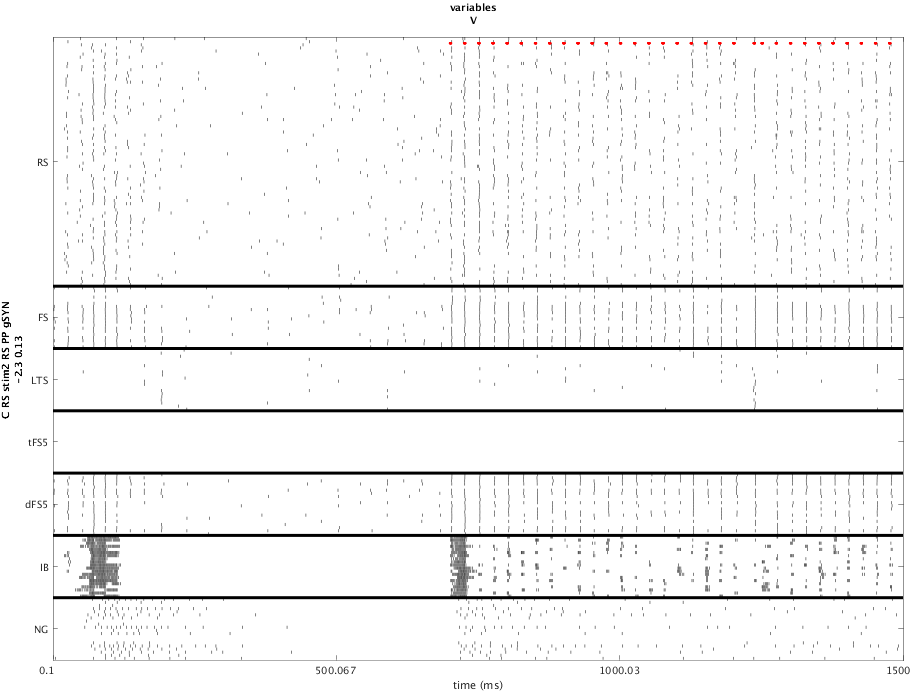 variables
V
C RS stim2 RS PP gSYN
-2.3 0.13
RS
FS
LTS
tFS5
dFS5
IB
NG
0.1
500.067
1000.03
1500
time (ms)